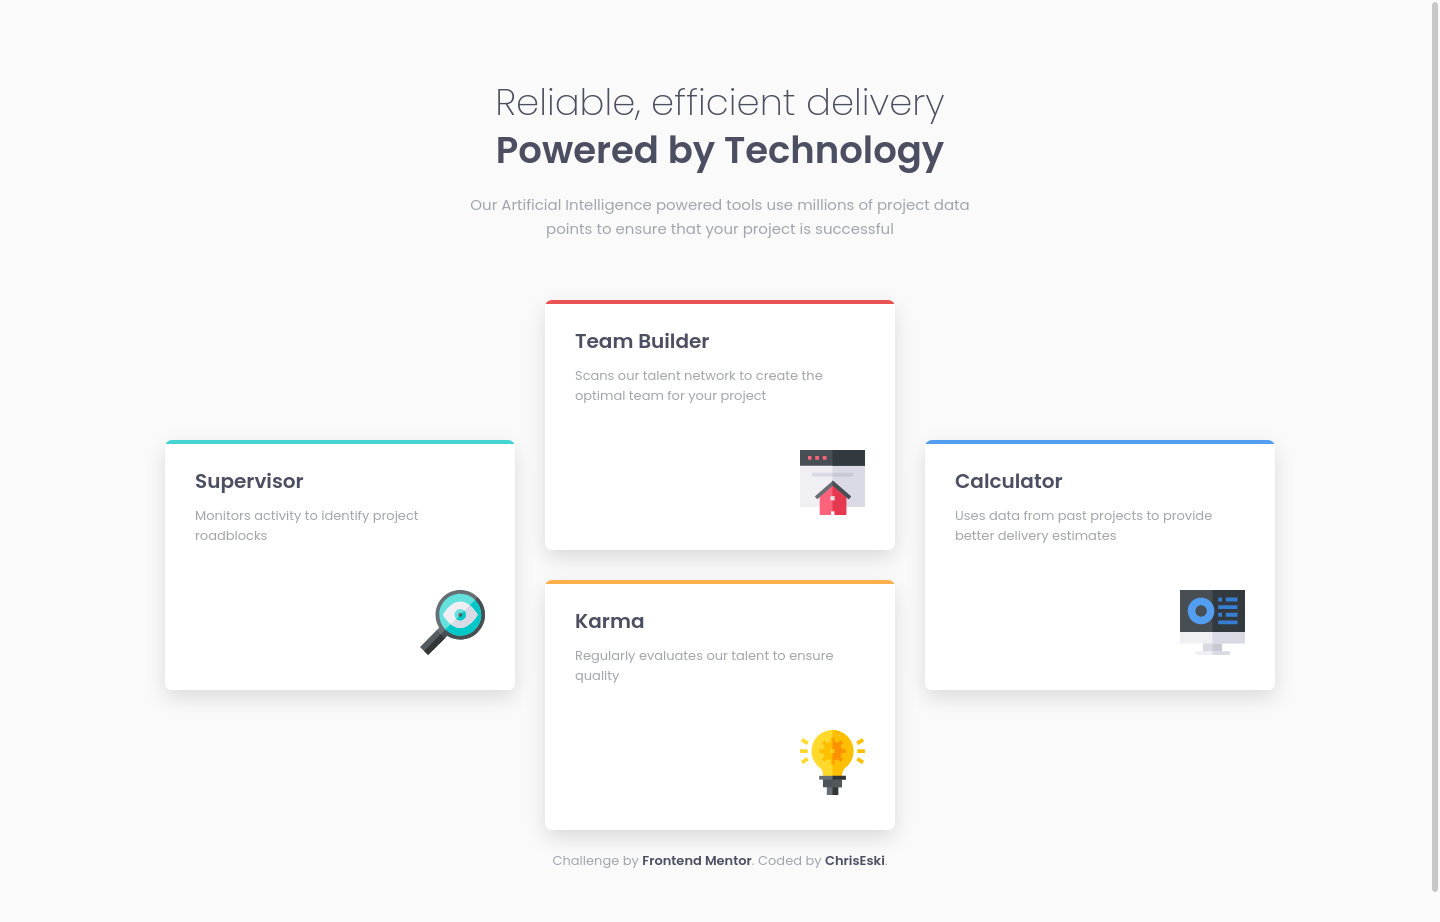 Reliable, efficient delivery
Powered by Technology
Our Artificial Intelligence powered tools use millions of project data
points to ensure that your project is successful
Team Builder
Scans our talent network to create the
optimal team for your project
Supervisor
Monitors activity to identify project
roadblocks
Calculator
Uses data from past projects to provide
better delivery estimates
Karma
Regularly evaluates our talent to ensure
quality
Challenge by Frontend Mentor. Coded by ChrisEski.